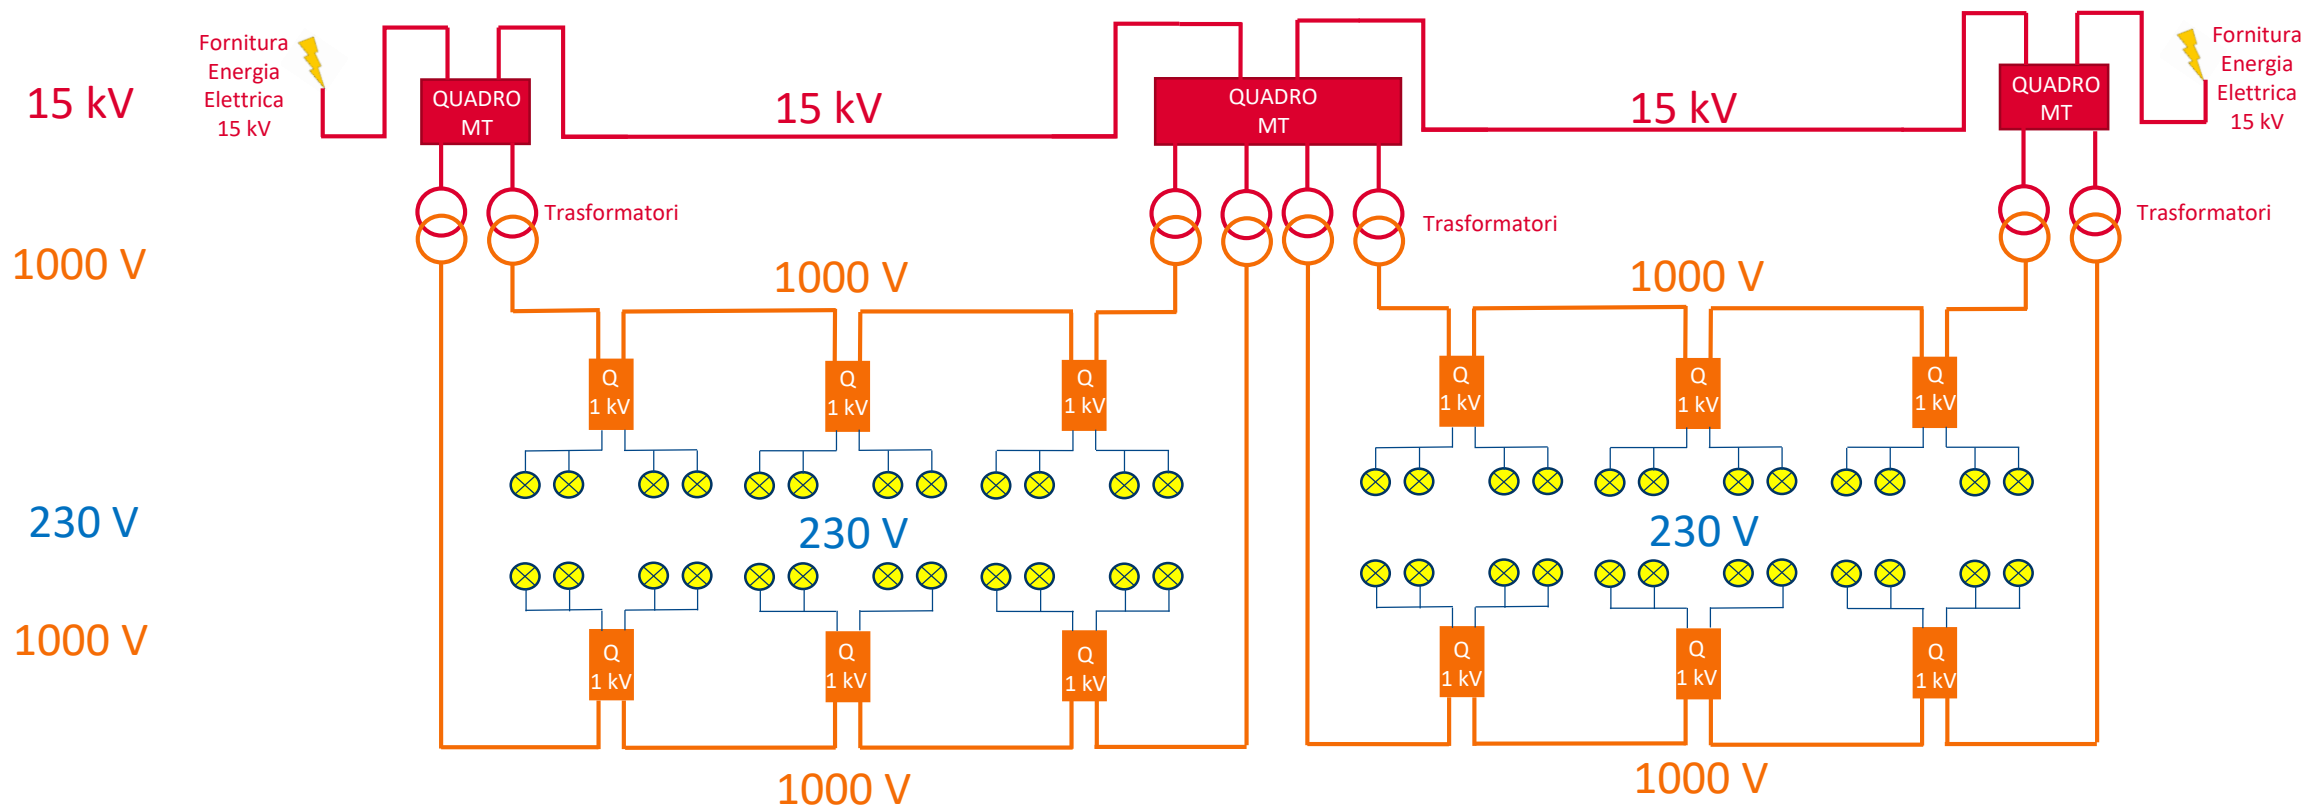 Fornitura
Energia
Elettrica
15 kV
15 kV
QUADRO
MT
15 kV
QUADRO
MT
15 kV
QUADRO
MT
Fornitura
Energia
Elettrica
15 kV
Trasformatori
Trasformatori
Trasformatori
1000 V
1000 V
1000 V
Q
1 kV
Q
1 kV
Q
1 kV
Q
1 kV
Q
1 kV
Q
1 kV
230 V
230 V
230 V
1000 V
Q
1 kV
Q
1 kV
Q
1 kV
Q
1 kV
Q
1 kV
Q
1 kV
1000 V
1000 V